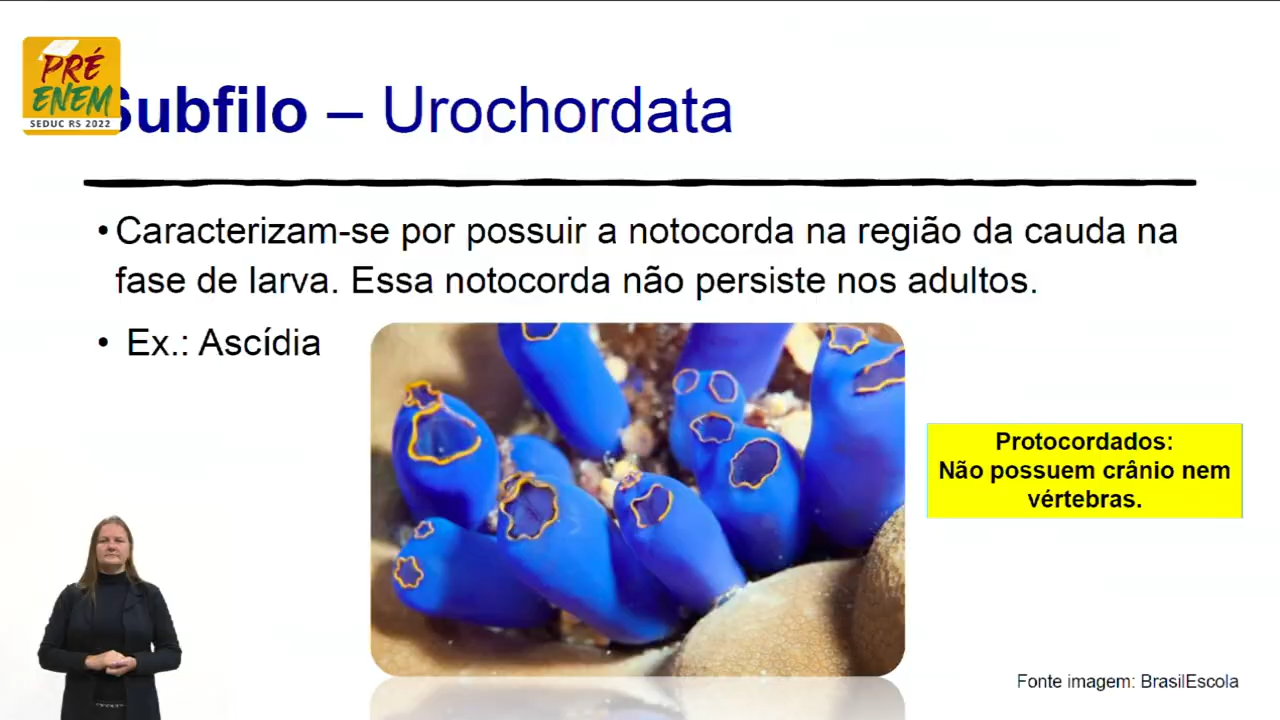 PRÉ
ENEM
SEDUC RS 2022
Subfilo – Urochordata
• Caracterizam-se por possuir a notocorda na região da cauda na
fase de larva. Essa notocorda não persiste nos adultos.
• Ex.: Ascídia
Protocordados:
Não possuem crânio nem
vértebras.
Fonte imagem: BrasilEscola